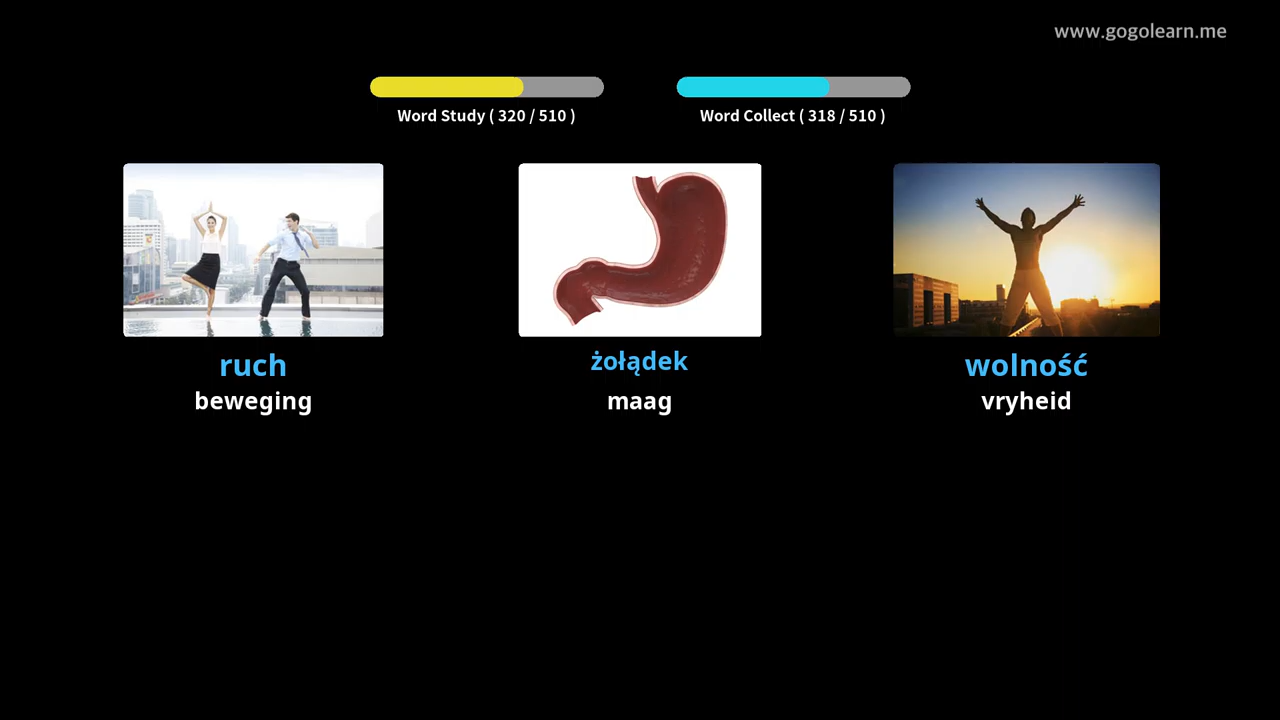 www.gogolearn.me
Word Study ( 320 / 510 )
Word Collect ( 318 / 510 )
ruch
żołądek
wolność
beweging
maag
vryheid